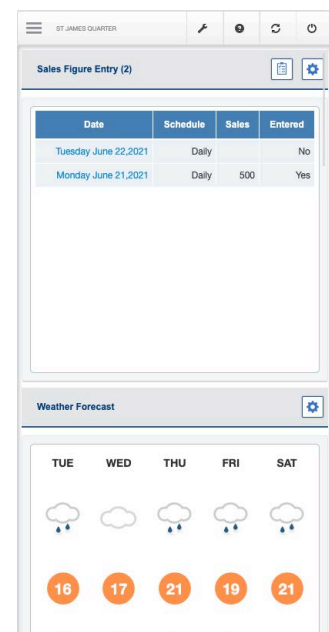 ST JAMES QUARTER
Sales Figure Entry (2)
Date Schedule Sales Entered
Tuesday June 22,2021 Daily No
Monday June 21,2021 Daily 500 Yes
Weather Forecast
TUE WED THU FRI SAT
16 17 21 19 21